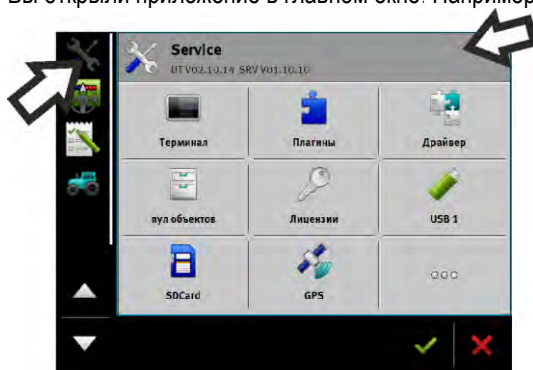 Вы открыли приложение в главном окне. Например
Service
UTV02.10.14 SRV V01.10.10
Терминал
Плагины
Драйвер
пул объектов
Лицензии
USB 1
SDCard
GPS